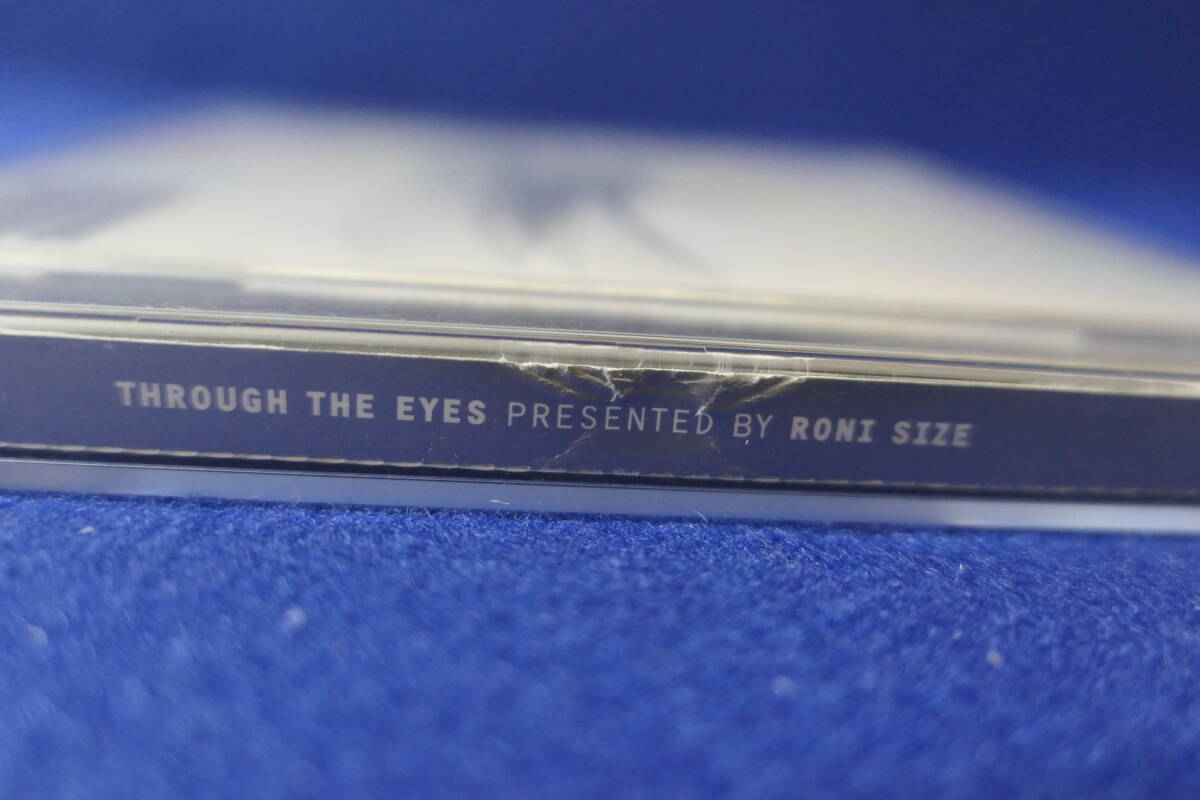 THROUGH THE EYES PRESENTED BY RONI SIZE